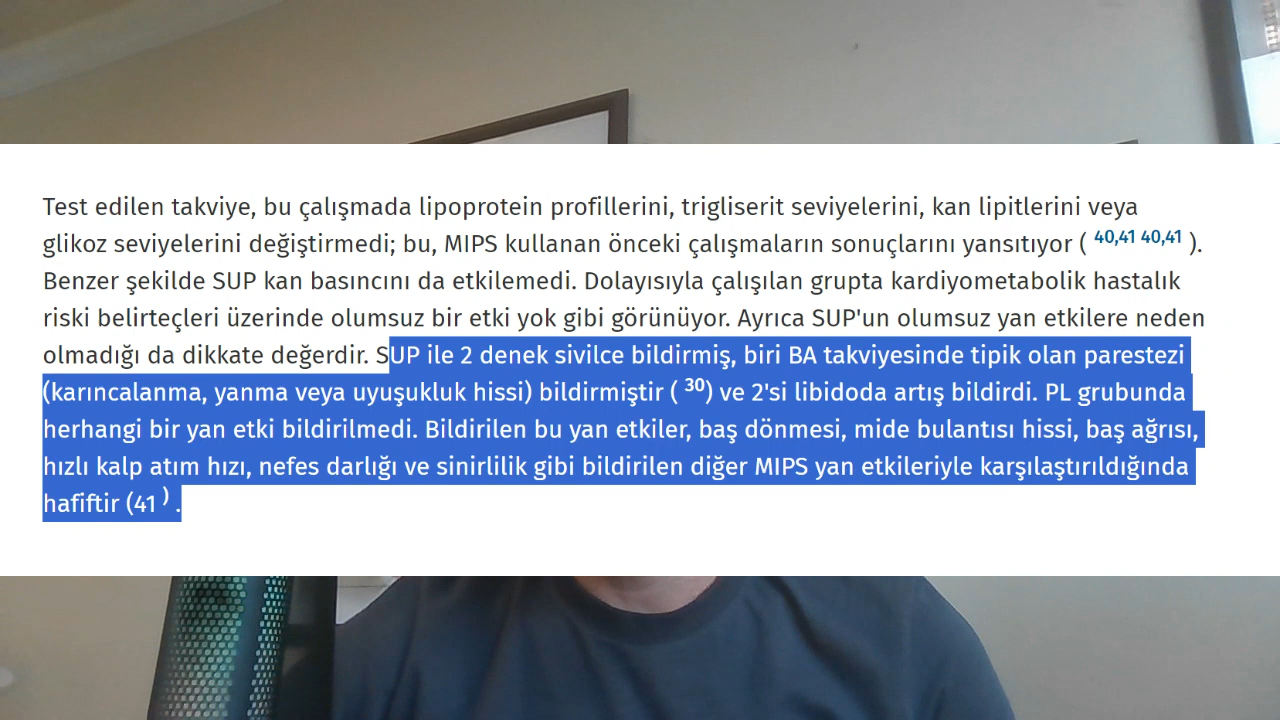 Test edilen takviye, bu çalışmada lipoprotein profillerini, trigliserit seviyelerini, kan lipitlerini veya
glikoz seviyelerini değiştirmedi; bu, MIPS kullanan önceki çalışmaların sonuçlarını yansıtıyor ( 40,41 40,41 ).
Benzer şekilde SUP kan basıncını da etkilemedi. Dolayısıyla çalışılan grupta kardiyometabolik hastalık
riski belirteçleri üzerinde olumsuz bir etki yok gibi görünüyor. Ayrıca SUP'un olumsuz yan etkilere neden
olmadığı da dikkate değerdir. SUP ile 2 denek sivilce bildirmiş, biri BA takviyesinde tipik olan parestezi
(karıncalanma, yanma veya uyuşukluk hissi) bildirmiştir ( 30) ve 2'si libidoda artış bildirdi. PL grubunda
herhangi bir yan etki bildirilmedi. Bildirilen bu yan etkiler, baş dönmesi, mide bulantısı hissi, baş ağrısı,
hızlı kalp atım hızı, nefes darlığı ve sinirlilik gibi bildirilen diğer MIPS yan etkileriyle karşılaştırıldığında
hafiftir (41 ) .